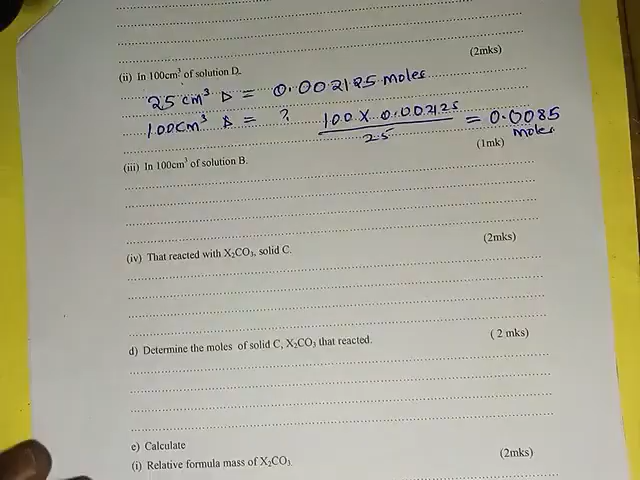 (ii) In 100cm³ of solution D.
(2mks)
25 cm³ D = 0.002125 moles
100cm³ D = ? 100 X 0.002125 = 0.0085
25
moles
(1mk)
(iii) In 100cm³ of solution B.
(iv) That reacted with X₂CO₃, solid C. (2mks)
d) Determine the moles of solid C, X₂CO₃ that reacted. ( 2 mks)
e) Calculate
(i) Relative formula mass of X₂CO₃. (2mks)